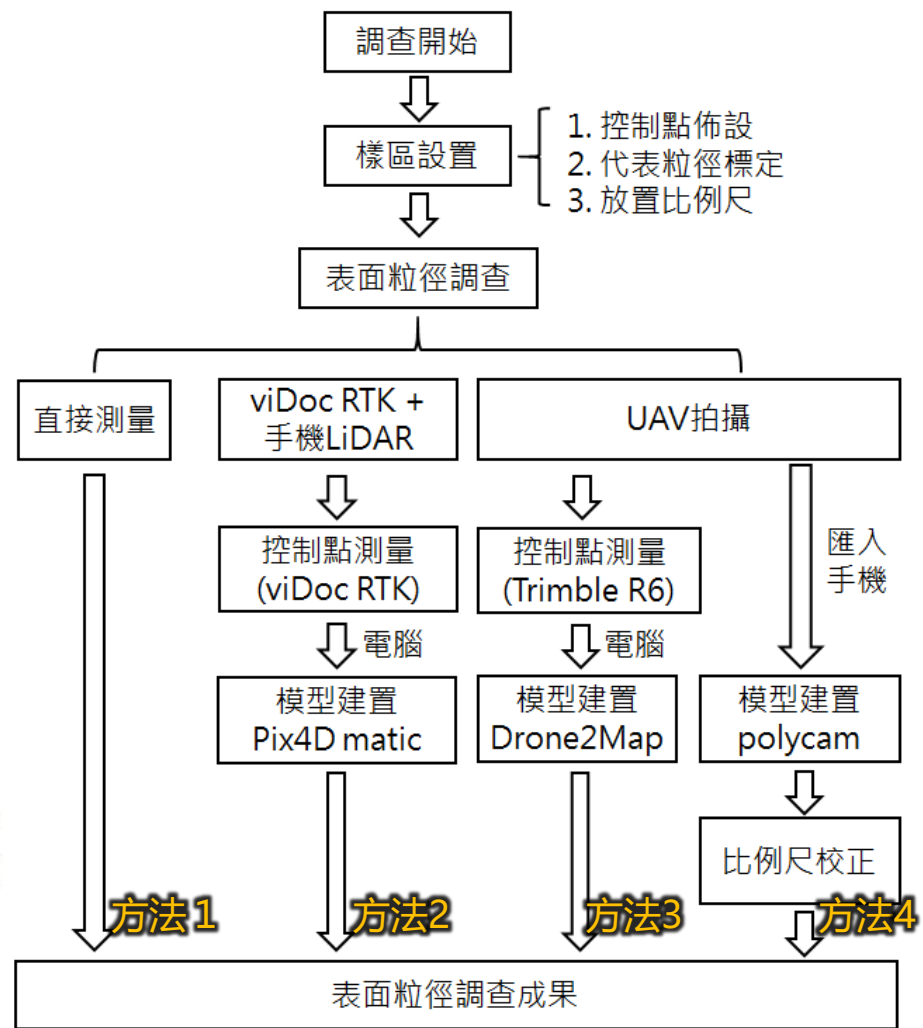 調查開始
樣區設置
1. 控制點佈設
2. 代表粒徑標定
3. 放置比例尺
表面粒徑調查
直接測量
viDoc RTK +
手機LiDAR
UAV拍攝
控制點測量
(viDoc RTK)
控制點測量
(Trimble R6)
匯入
手機
電腦
電腦
模型建置
Pix4D matic
模型建置
Drone2Map
模型建置
polycam
比例尺校正
方法1
方法2
方法3
方法4
表面粒徑調查成果